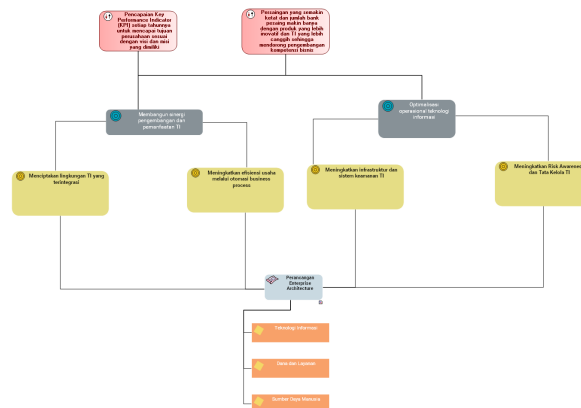 Pencapaian Key
Performance Indicator
(KPI) setiap tahunnya
untuk mencapai tujuan
perusahaan sesuai
dengan visi dan misi
yang dimiliki
Persaingan yang semakin
ketat dan jumlah bank
pesaing makin banya
dengan produk yang lebih
inovatif dan TI yang lebih
canggih sehingga
mendorong pengembangan
kompetensi bisnis
Membangun sinergi
pengembangan dan
pemanfaatan TI
Optimalisasi
operasional teknologi
informasi
Menciptakan lingkungan TI yang
terintegrasi
Meningkatkan efisiensi usaha
melalui otomasi business
process
Meningkatkan infrastruktur dan
sistem keamanan TI
Meningkatkan Risk Awarenes
dan Tata Kelola TI
Perancangan
Enterprise
Architecture
Teknologi Informasi
Data dan Laporan
Sumber Daya Manusia